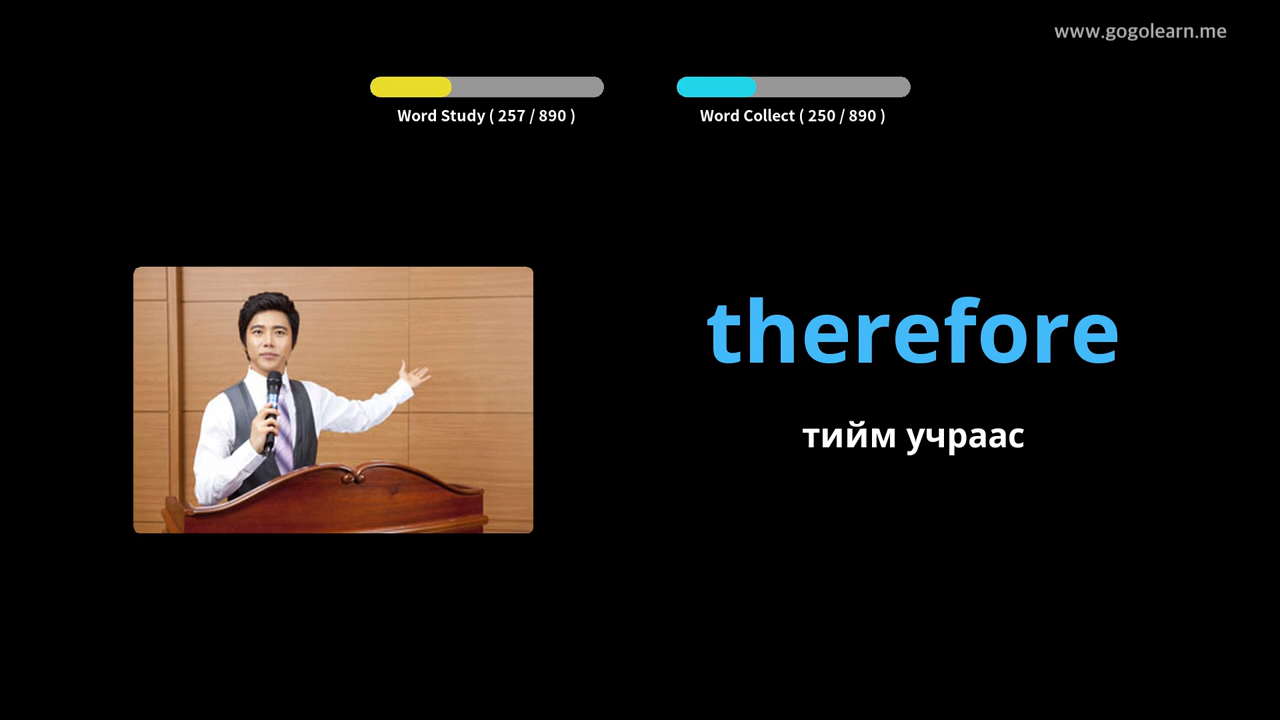 www.gogolearn.me
Word Study ( 257 / 890 )
Word Collect ( 250 / 890 )
therefore
тийм учраас